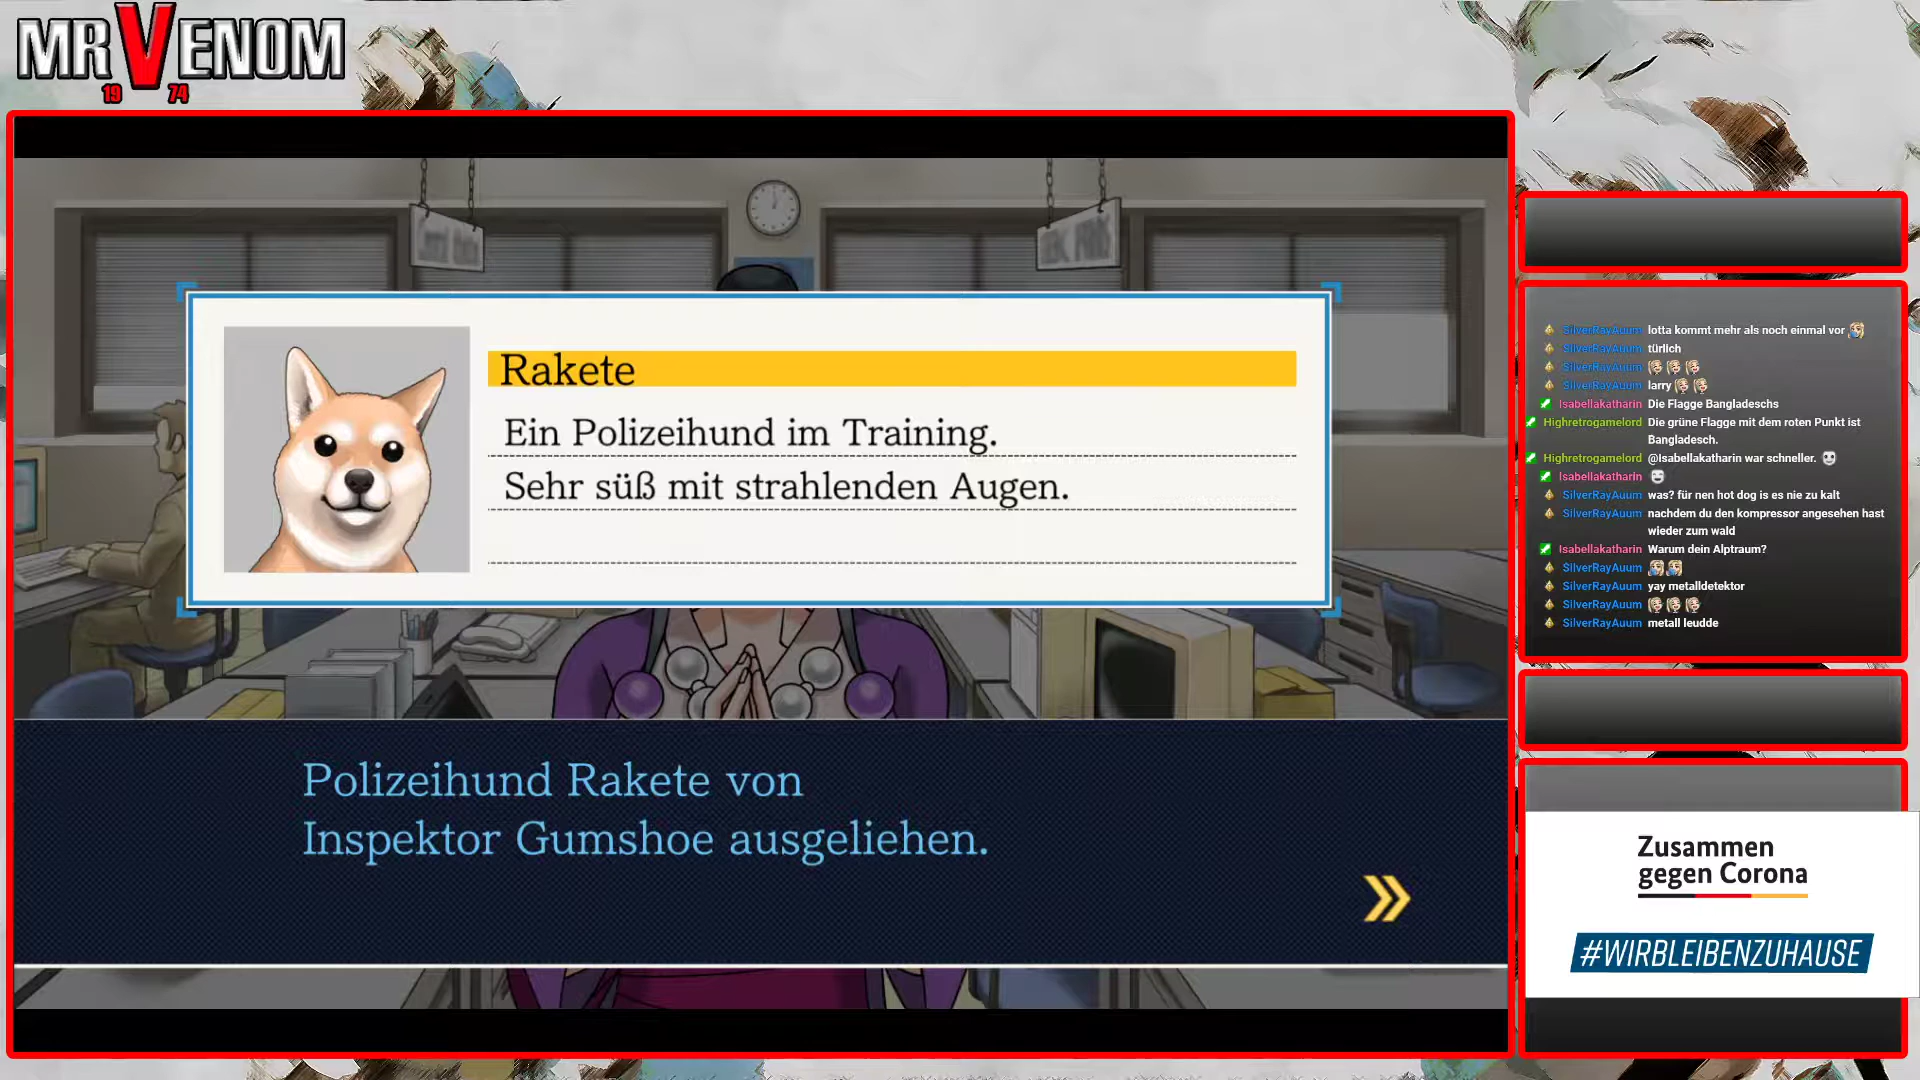 MRVENOM
19 74
Rakete
Ein Polizeihund im Training.
Sehr süß mit strahlenden Augen.
Polizeihund Rakete von
Inspektor Gumshoe ausgeliehen.
SilverRayAuum lotta kommt mehr als noch einmal vor
SilverRayAuum türlich
SilverRayAuum
SilverRayAuum larry
Isabellakatharin Die Flagge Bangladeschs
Highretrogamelord Die grüne Flagge mit dem roten Punkt ist
Bangladesch.
Highretrogamelord @Isabellakatharin war schneller.
Isabellakatharin
SilverRayAuum was? für nen hot dog is es nie zu kalt
SilverRayAuum nachdem du den kompressor angesehen hast
wieder zum wald
Isabellakatharin Warum dein Alptraum?
SilverRayAuum
SilverRayAuum yay metalldetektor
SilverRayAuum
SilverRayAuum metall leudde
Zusammen
gegen Corona
#WIRBLEIBENZUHAUSE